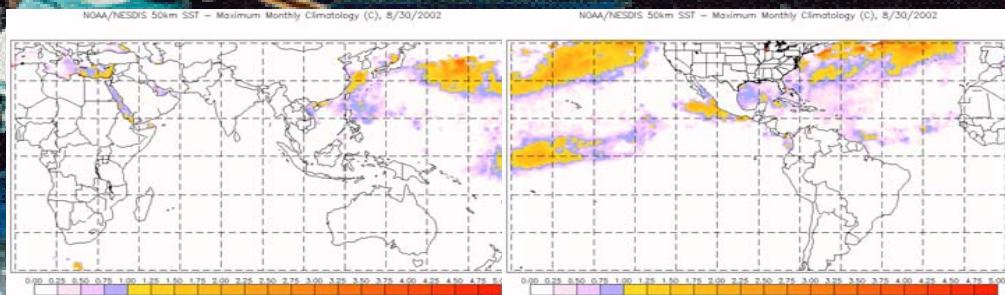 NOAA/NESDIS 50km SST - Maximum Monthly Climatology (C), 8/30/2002
NOAA/NESDIS 50km SST - Maximum Monthly Climatology (C), 8/30/2002
0.00 0.25 0.50 0.75 1.00 1.25 1.50 1.75 2.00 2.25 2.50 2.75 3.00 3.25 3.50 3.75 4.00 4.25 4.50 4.75
0.00 0.25 0.50 0.75 1.00 1.25 1.50 1.75 2.00 2.25 2.50 2.75 3.00 3.25 3.50 3.75 4.00 4.25 4.50 4.75